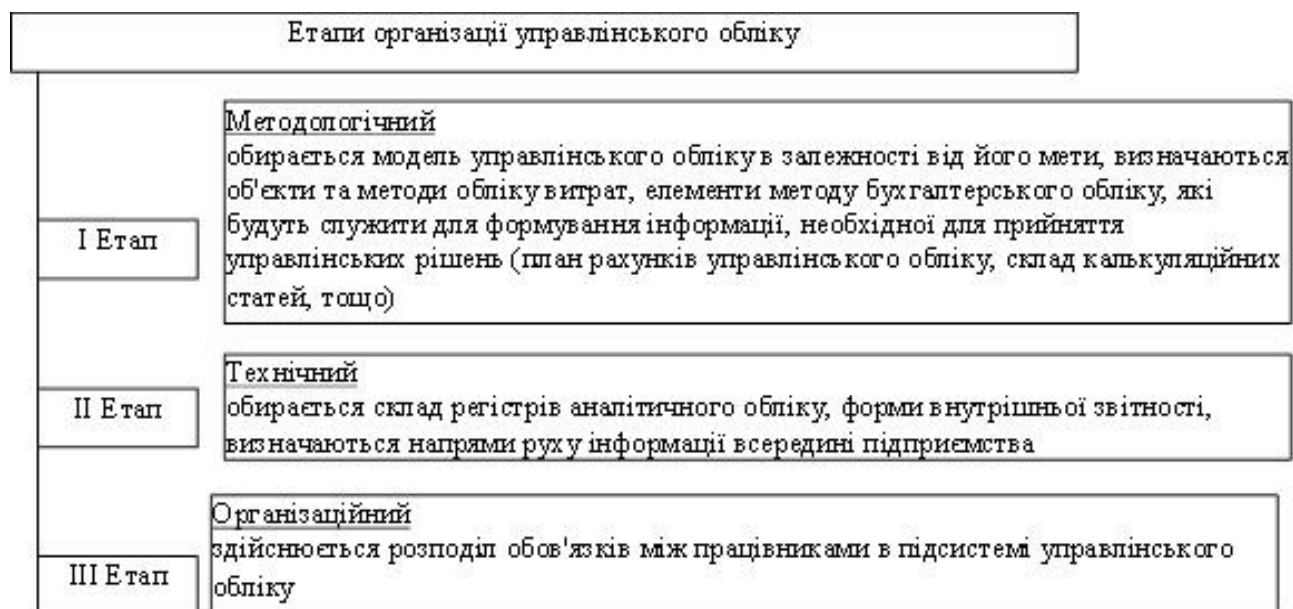 Етапи організації управлінського обліку
Методологічний
обирається модель управлінського обліку в залежності від його мети, визначаються
об'єкти та методи обліку витрат, елементи методу бухгалтерського обліку, які
будуть служити для формування інформації, необхідної для прийняття
управлінських рішень (план рахунків управлінського обліку, склад калькуляційних
статей, тощо)
І Етап
Технічний
обирається склад регістрів аналітичного обліку, форми внутрішньої звітності,
визначаються напрями руху інформації всередині підприємства
ІІ Етап
Організаційний
здійснюється розподіл обов'язків між працівниками в підсистемі управлінського
обліку
ІІІ Етап